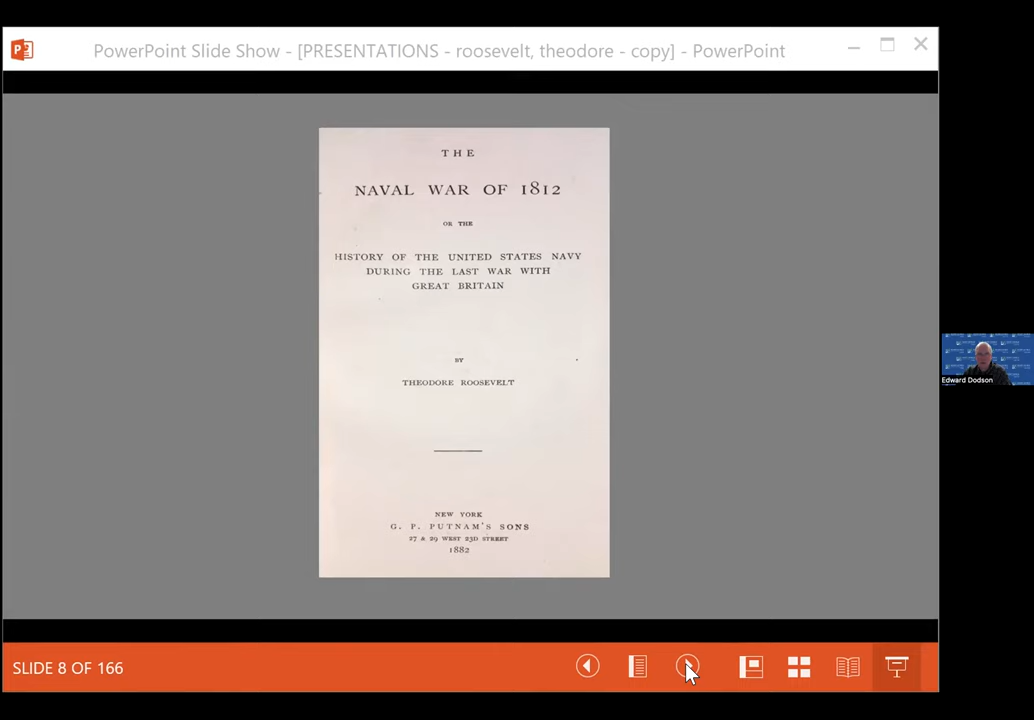 PowerPoint Slide Show - [PRESENTATIONS - roosevelt, theodore - copy] - PowerPoint
THE
NAVAL WAR OF 1812
OR THE
HISTORY OF THE UNITED STATES NAVY
DURING THE LAST WAR WITH
GREAT BRITAIN
BY
THEODORE ROOSEVELT
NEW YORK
G. P. PUTNAM'S SONS
27 & 29 WEST 23D STREET
1882
Edward Dodson
SLIDE 8 OF 166